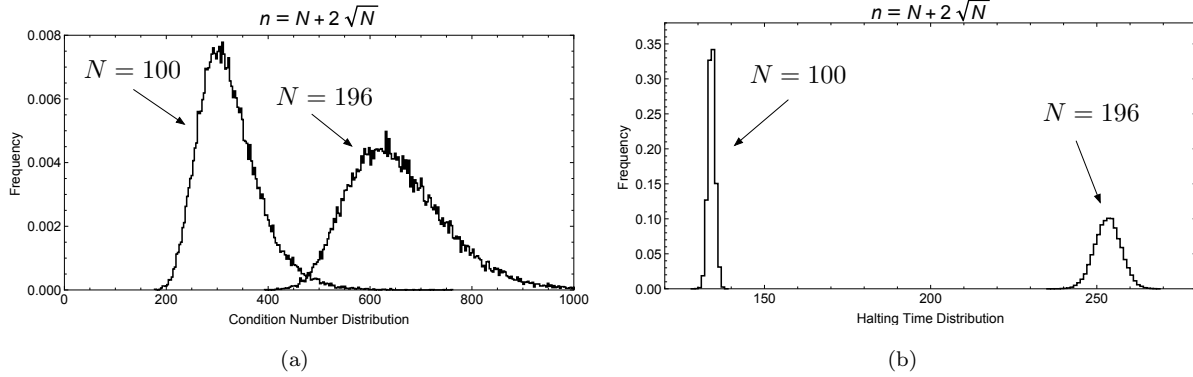 n = N + 2 √N
0.008
0.006
0.004
0.002
0.000
Frequency
N = 100
N = 196
0 200 400 600 800 1000
Condition Number Distribution
(a)
n = N + 2 √N
0.35
0.30
0.25
0.20
0.15
0.10
0.05
0.00
Frequency
N = 100
N = 196
150 200 250
Halting Time Distribution
(b)